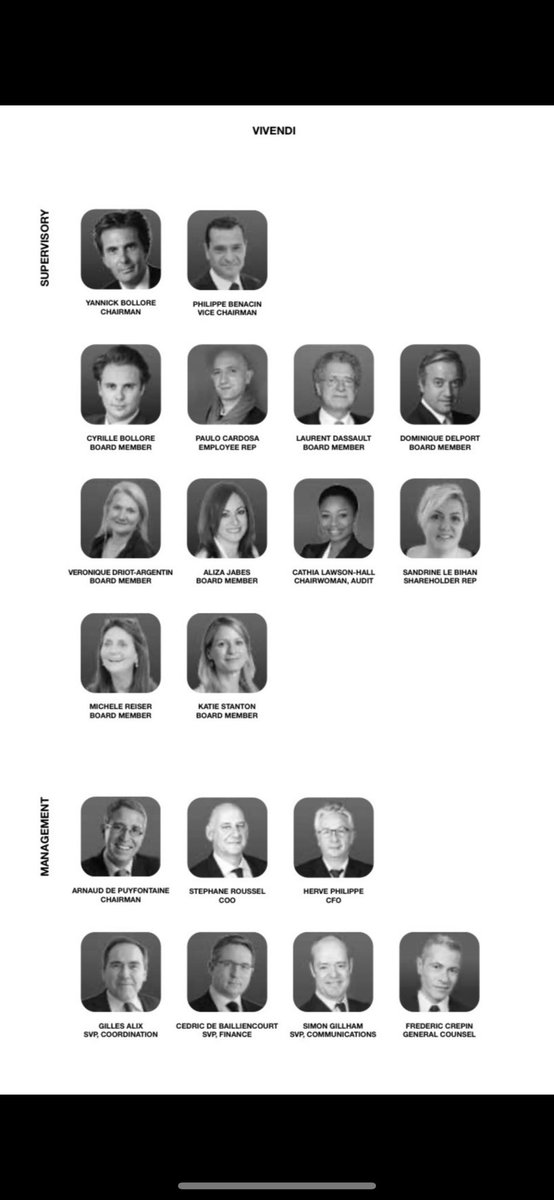 VIVENDI
SUPERVISORY
YANNICK BOLLORE
CHAIRMAN
PHILIPPE BENACIN
VICE CHAIRMAN
CYRILLE BOLLORE
BOARD MEMBER
PAULO CARDOSA
EMPLOYEE REP
LAURENT DASSAULT
BOARD MEMBER
DOMINIQUE DELPORT
BOARD MEMBER
VERONIQUE DRIOT-ARGENTIN
BOARD MEMBER
ALIZA JABES
BOARD MEMBER
CATHIA LAWSON-HALL
CHAIRWOMAN, AUDIT
SANDRINE LE BIHAN
SHAREHOLDER REP
MICHELE REISER
BOARD MEMBER
KATIE STANTON
BOARD MEMBER
MANAGEMENT
ARNAUD DE PUYFONTAINE
CHAIRMAN
STEPHANE ROUSSEL
COO
HERVE PHILIPPE
CFO
GILLES ALIX
SVP, COORDINATION
CEDRIC DE BAILLIENCOURT
SVP, FINANCE
SIMON GILLHAM
SVP, COMMUNICATIONS
FREDERIC CREPIN
GENERAL COUNSEL